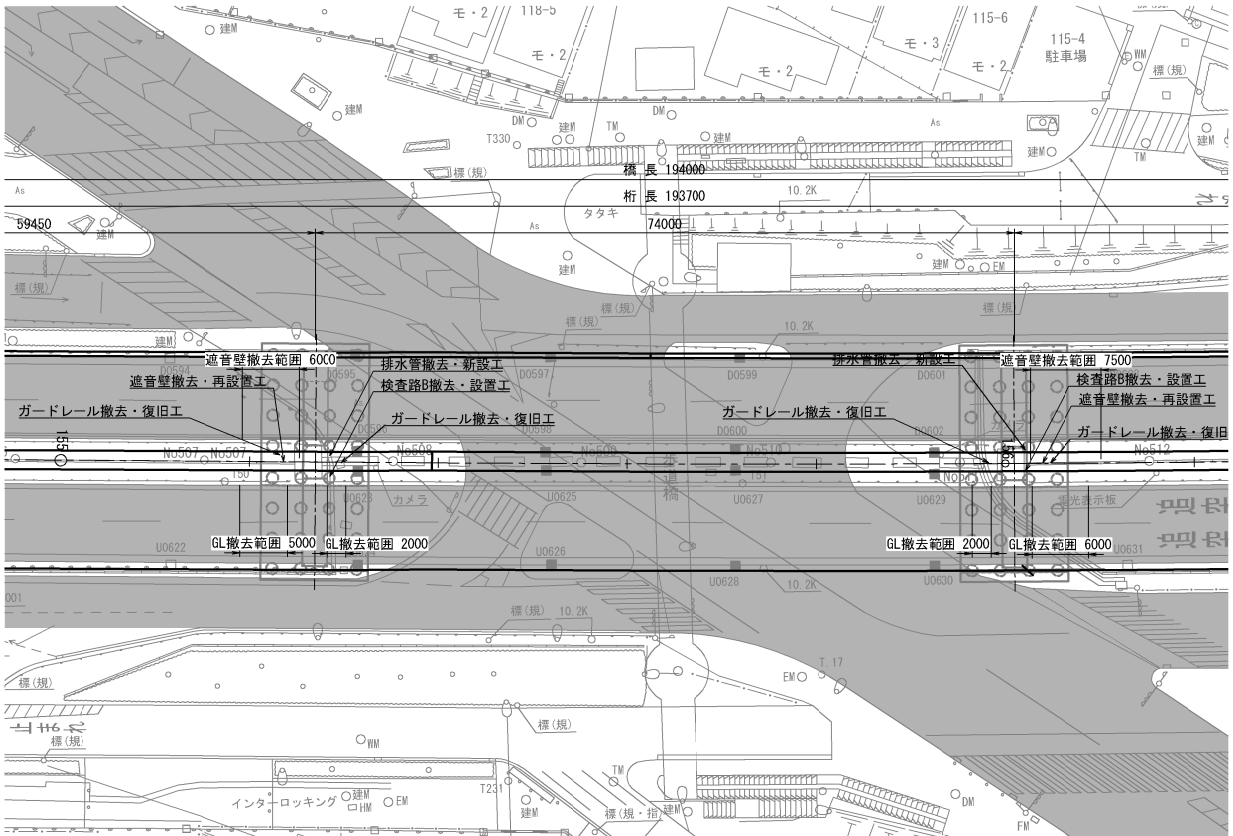 モ・2
118-5
建M
モ・2
モ・3
115-6
115-4
駐車場
モ・2
モ・2
WM
標(規)
建M
DM
DM
建M
TM
建M
T330
As
建M
TM
標(規)
橋 長 194000
桁 長 193700
10.2K
As
タタキ
As
59450
74000
建M
建M
建M
EM
標(規)
標(規)
標(規)
標(規)
10.2K
建M
遮音壁撤去範囲 6000
排水管撤去・新設工
排水管撤去・新設工
遮音壁撤去範囲 7500
D0594
D0595
D0597
D0599
D0601
遮音壁撤去・再設置工
検査路B撤去・設置工
検査路B撤去・設置工
遮音壁撤去・再設置工
ガードレール撤去・復旧工
ガードレール撤去・復旧工
ガードレール撤去・復旧工
ガードレール撤去・復旧
D0596
D0598
D0600
D0602
155
No507
No507
No508
No509
No510
No512
歩道橋
T50
T51
U0623
カメラ
U0625
U0627
U0629
電光表示板
GL撤去範囲 5000
GL撤去範囲 2000
GL撤去範囲 2000
GL撤去範囲 6000
U0622
U0626
U0628
U0630
U0631
10.2K
001
標(規)
10.2K
T.17
EM
標(規)
標(規)
標(規)
WM
TM
T231
インターロッキング
建M
HM
EM
建M
標(規・指)
建M
DM
FM